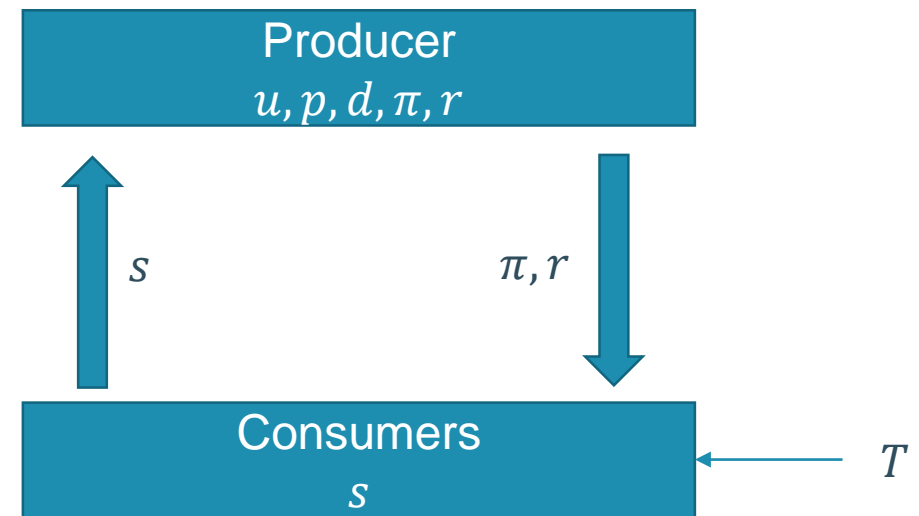 Producer
u, p, d, π, r
s
π, r
Consumers
s
T